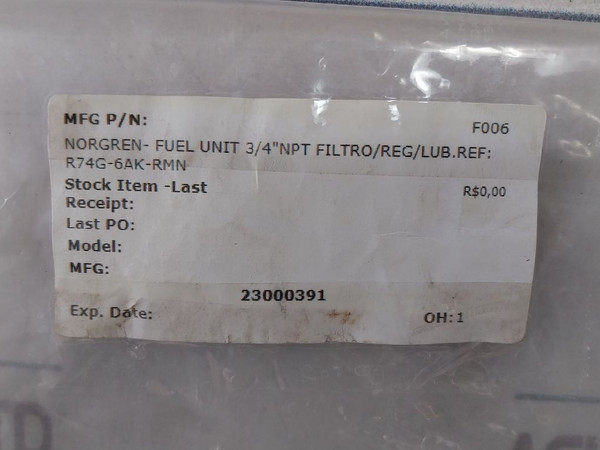 MFG P/N:
F006
NORGREN- FUEL UNIT 3/4"NPT FILTRO/REG/LUB.REF:
R74G-6AK-RMN
Stock Item -Last
Receipt:
R$0,00
Last PO:
Model:
MFG:
23000391
Exp. Date:
OH:1